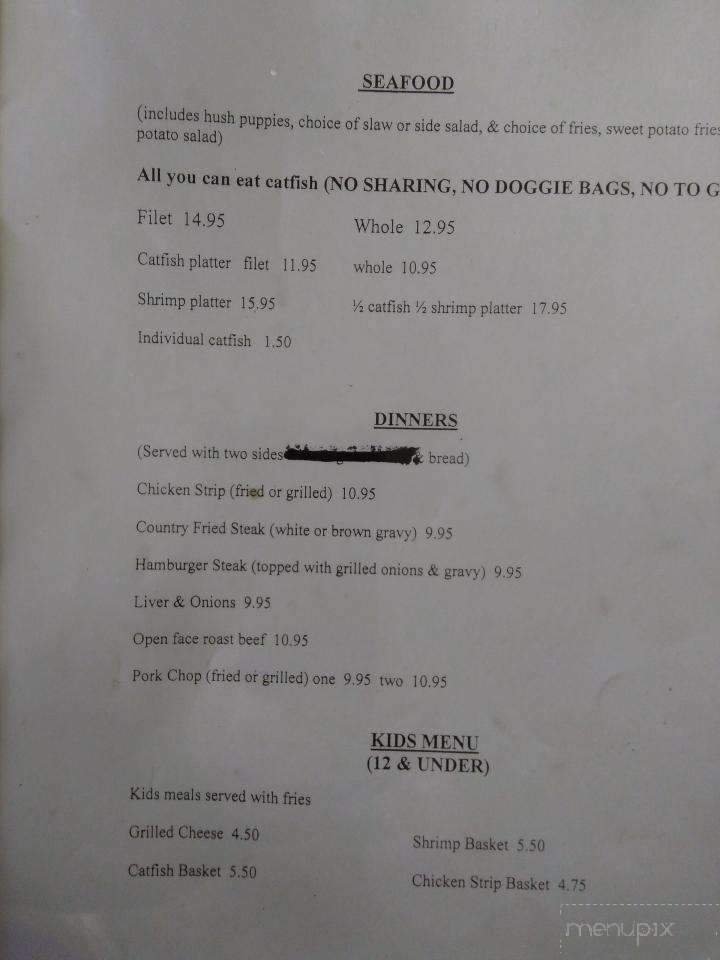 SEAFOOD
(includes hush puppies, choice of slaw or side salad, & choice of fries, sweet potato fries
potato salad)
All you can eat catfish (NO SHARING, NO DOGGIE BAGS, NO TO G
Filet 14.95 Whole 12.95
Catfish platter filet 11.95 whole 10.95
Shrimp platter 15.95 ½ catfish ½ shrimp platter 17.95
Individual catfish 1.50
DINNERS
(Served with two sides & bread)
Chicken Strip (fried or grilled) 10.95
Country Fried Steak (white or brown gravy) 9.95
Hamburger Steak (topped with grilled onions & gravy) 9.95
Liver & Onions 9.95
Open face roast beef 10.95
Pork Chop (fried or grilled) one 9.95 two 10.95
KIDS MENU
(12 & UNDER)
Kids meals served with fries
Grilled Cheese 4.50 Shrimp Basket 5.50
Catfish Basket 5.50 Chicken Strip Basket 4.75
menupix